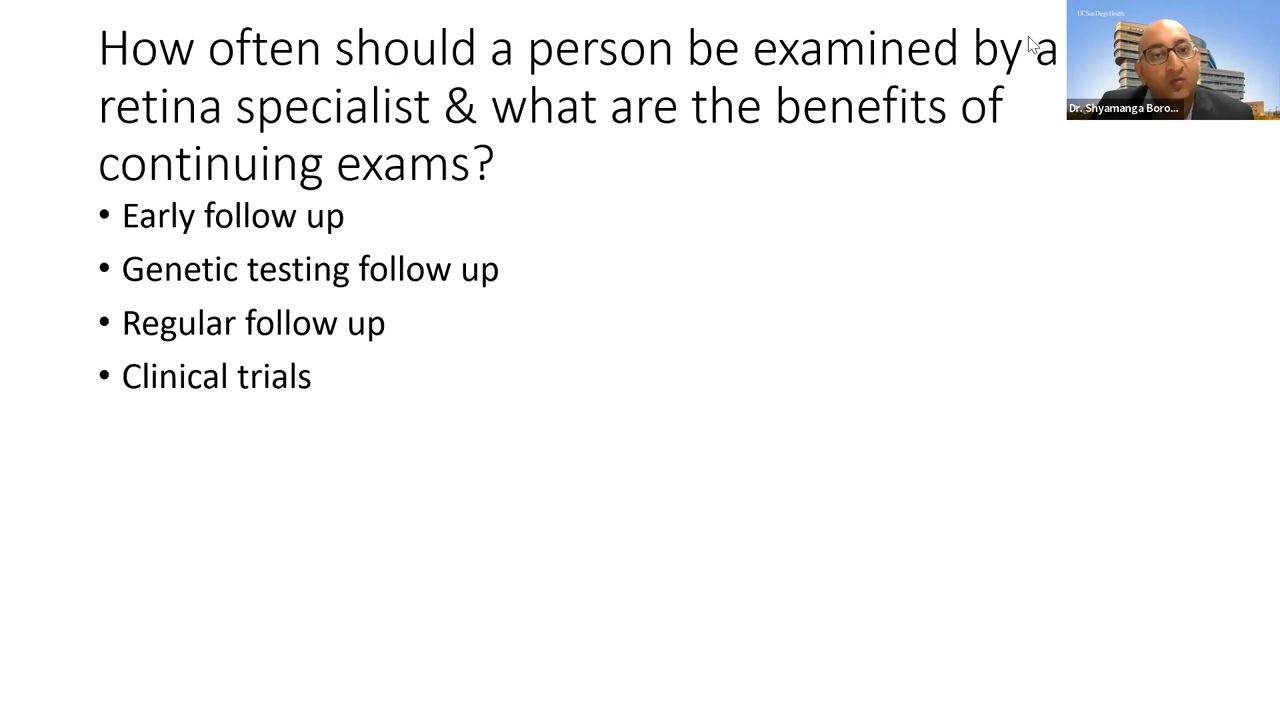 How often should a person be examined by a
retina specialist & what are the benefits of
continuing exams?
• Early follow up
• Genetic testing follow up
• Regular follow up
• Clinical trials
UC San Diego Health
Dr. Shyamanga Boro...